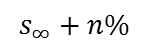 s∞ + n%